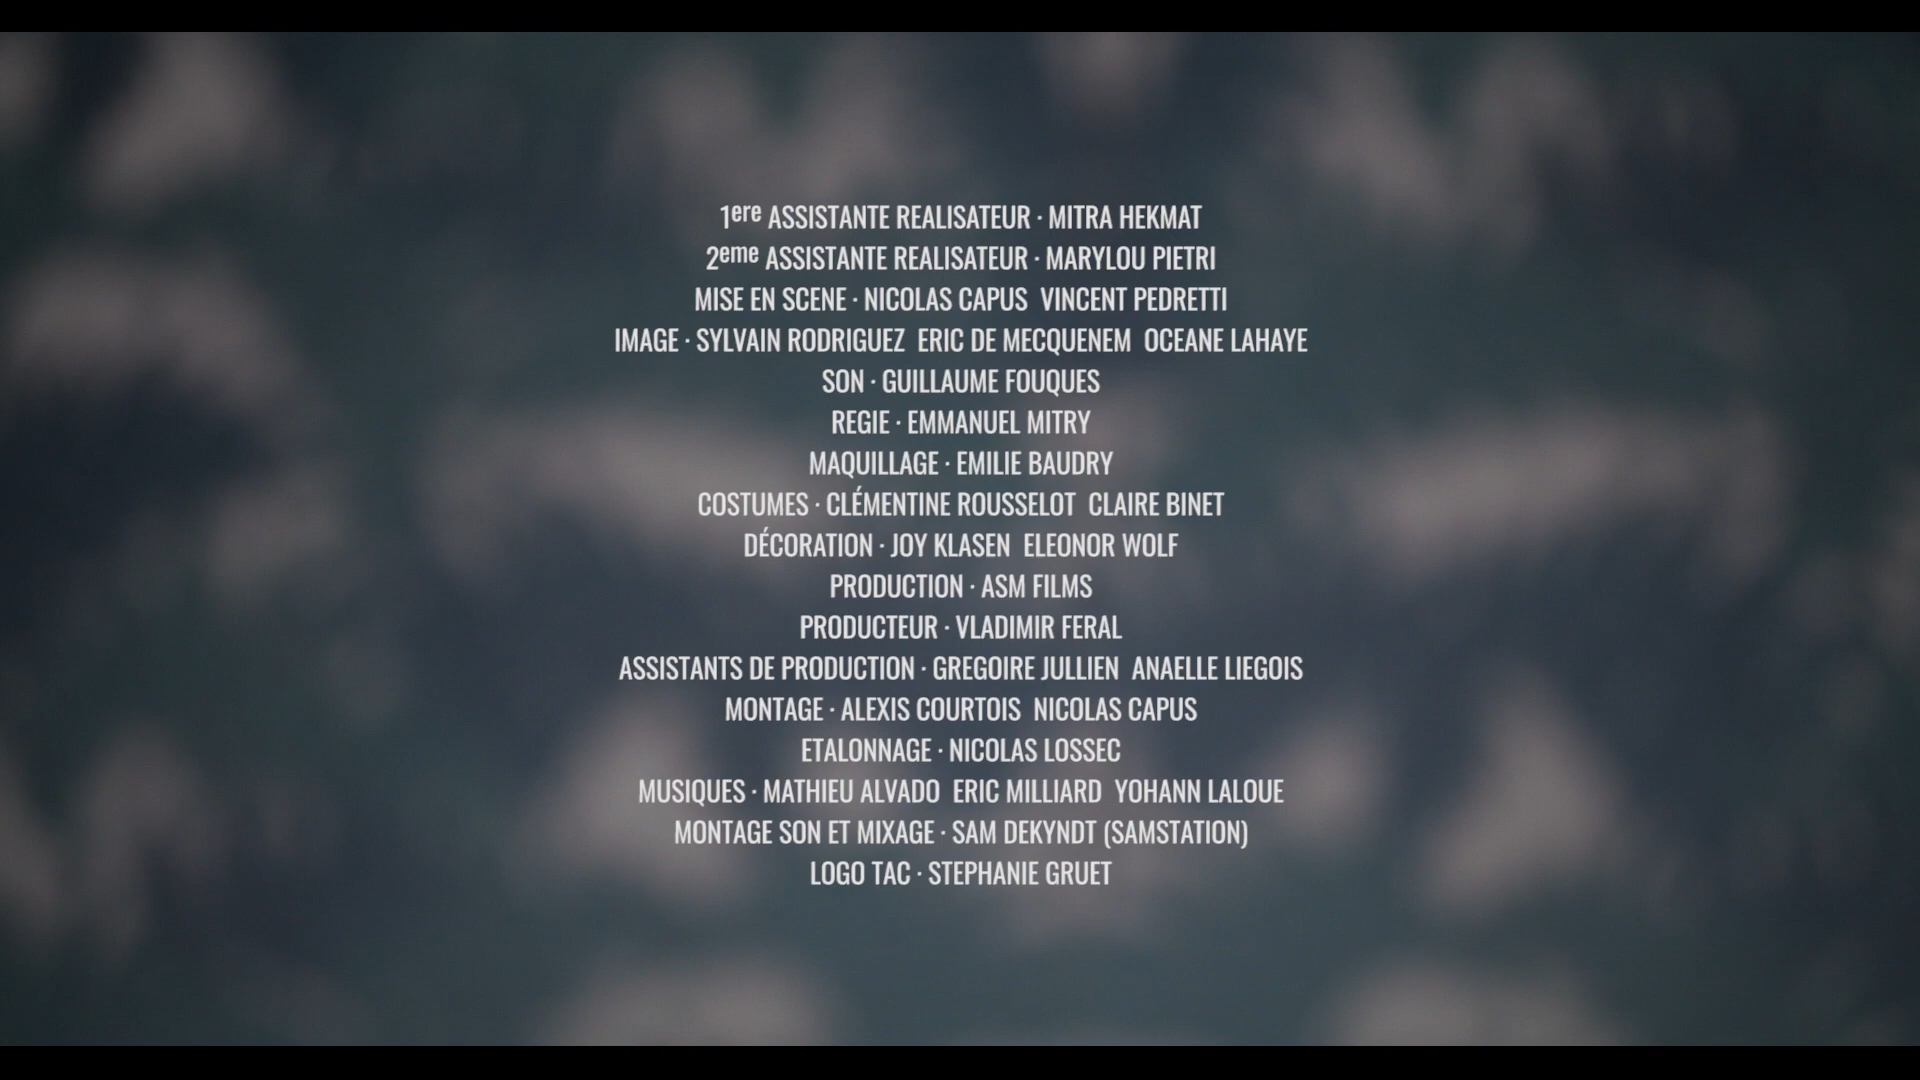 1ere ASSISTANTE REALISATEUR · MITRA HEKMAT
2eme ASSISTANTE REALISATEUR · MARYLOU PIETRI
MISE EN SCENE · NICOLAS CAPUS  VINCENT PEDRETTI
IMAGE · SYLVAIN RODRIGUEZ  ERIC DE MECQUENEM  OCEANE LAHAYE
SON · GUILLAUME FOUQUES
REGIE · EMMANUEL MITRY
MAQUILLAGE · EMILIE BAUDRY
COSTUMES · CLÉMENTINE ROUSSELOT  CLAIRE BINET
DÉCORATION · JOY KLASEN  ELEONOR WOLF
PRODUCTION · ASM FILMS
PRODUCTEUR · VLADIMIR FERAL
ASSISTANTS DE PRODUCTION · GREGOIRE JULLIEN  ANAELLE LIEGOIS
MONTAGE · ALEXIS COURTOIS  NICOLAS CAPUS
ETALONNAGE · NICOLAS LOSSEC
MUSIQUES · MATHIEU ALVADO  ERIC MILLIARD  YOHANN LALOUE
MONTAGE SON ET MIXAGE · SAM DEKYNDT (SAMSTATION)
LOGO TAC · STEPHANIE GRUET